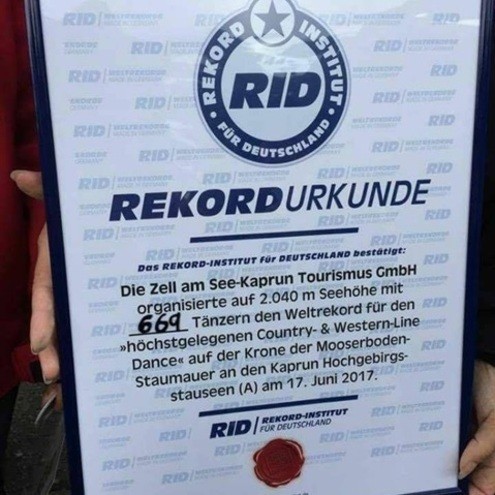 REKORD INSTITUT
RID
FÜR DEUTSCHLAND
REKORDURKUNDE
Das REKORD-INSTITUT für DEUTSCHLAND bestätigt:
Die Zell am See-Kaprun Tourismus GmbH
organisierte auf 2.040 m Seehöhe mit
669 Tänzern den Weltrekord für den
»höchstgelegenen Country- & Western-Line
Dance« auf der Krone der Mooserboden-
Staumauer an den Kaprun Hochgebirgs-
stauseen (A) am 17. Juni 2017.
RID | REKORD-INSTITUT
FÜR DEUTSCHLAND